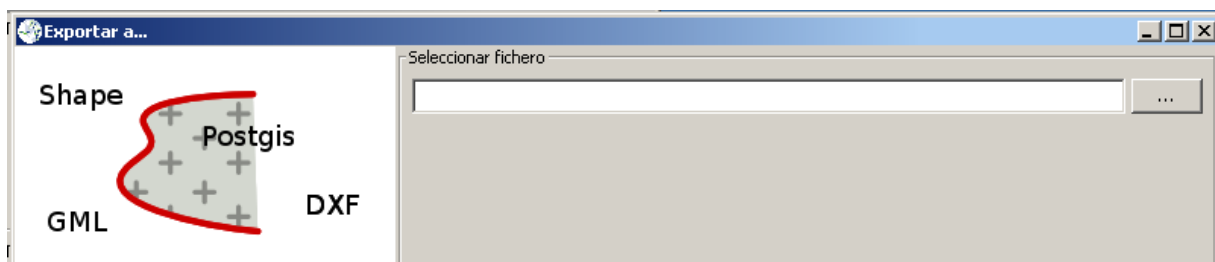 Exportar a...
Seleccionar fichero
...
Shape
Postgis
DXF
GML